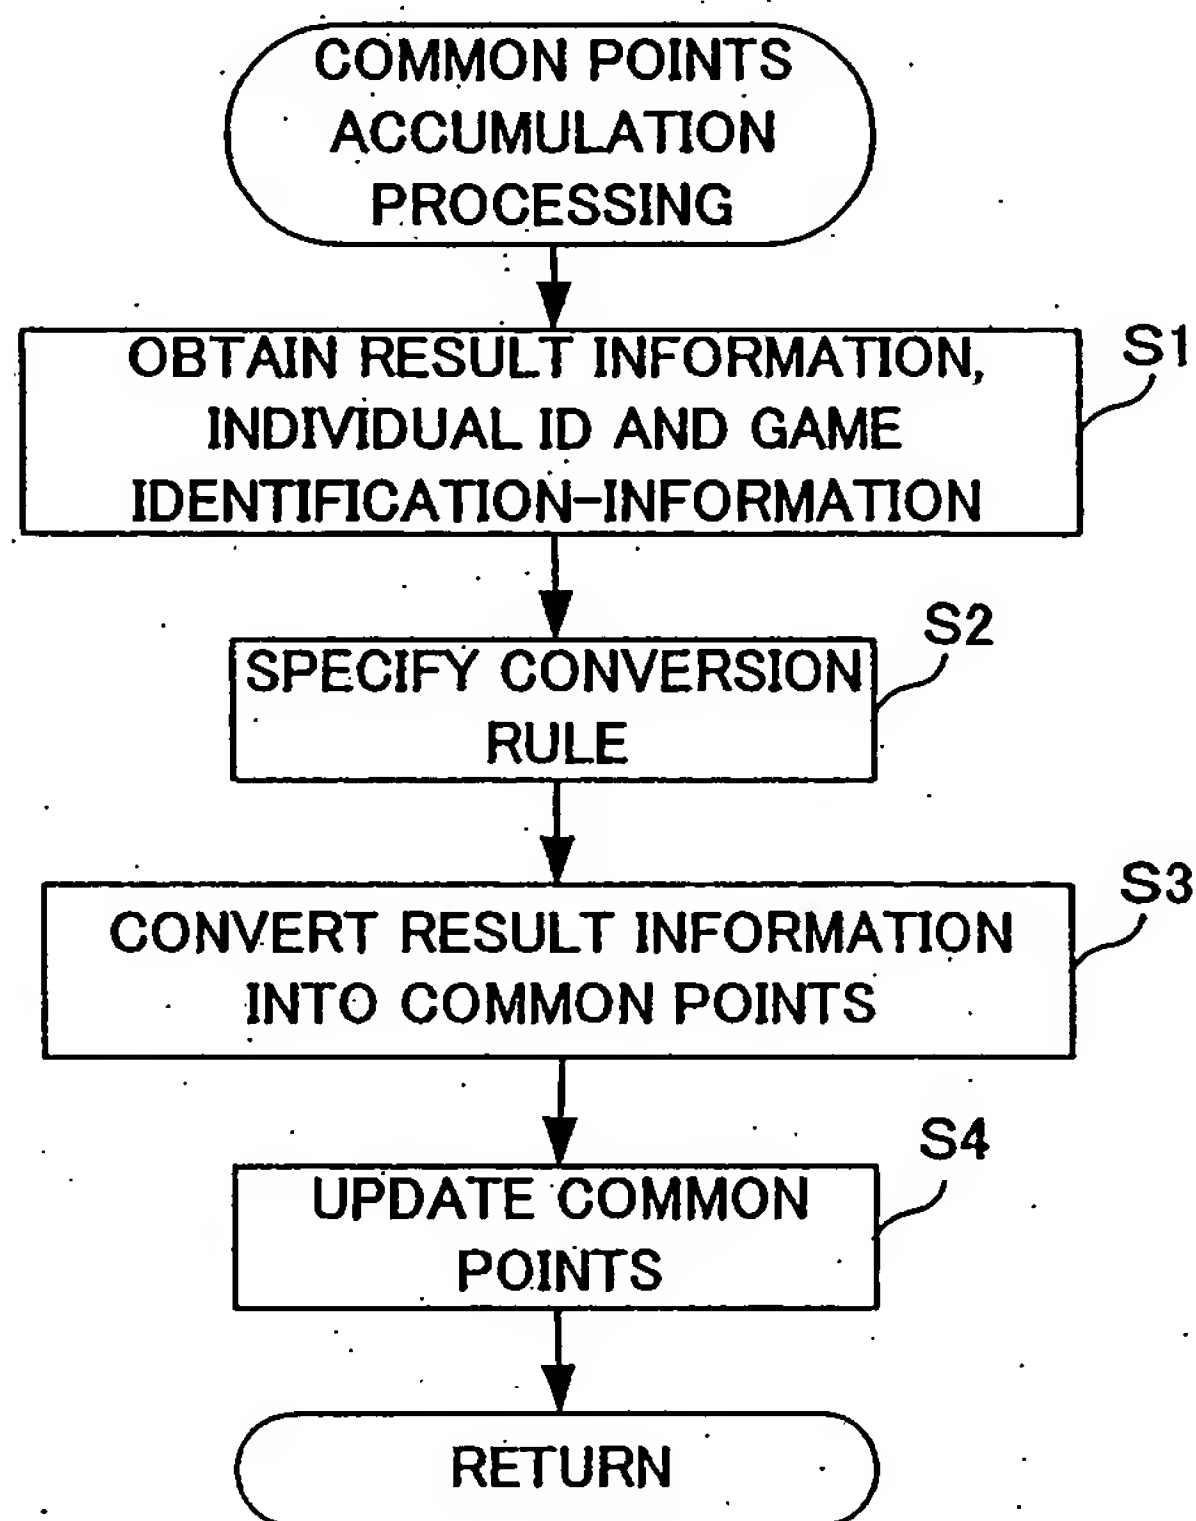 COMMON POINTS
ACCUMULATION
PROCESSING
OBTAIN RESULT INFORMATION,
INDIVIDUAL ID AND GAME
IDENTIFICATION-INFORMATION
S1
SPECIFY CONVERSION
RULE
S2
CONVERT RESULT INFORMATION
INTO COMMON POINTS
S3
UPDATE COMMON
POINTS
S4
RETURN